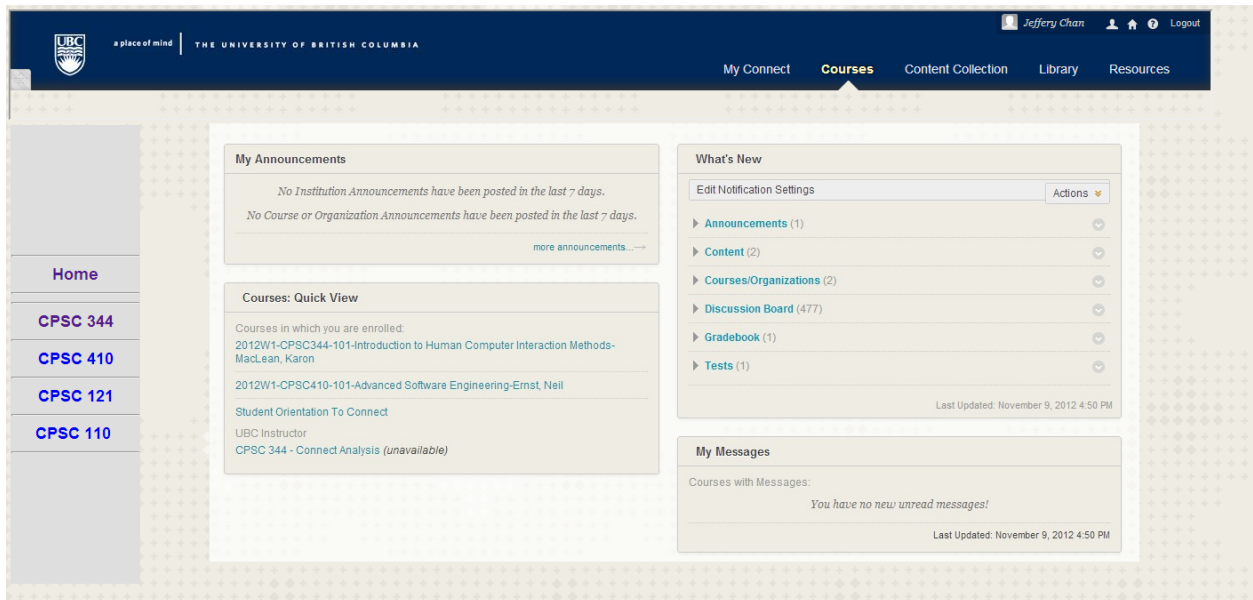 Jeffery Chan
Logout
UBC
a place of mind
THE UNIVERSITY OF BRITISH COLUMBIA
My Connect
Courses
Content Collection
Library
Resources
Home
CPSC 344
CPSC 410
CPSC 121
CPSC 110
My Announcements
No Institution Announcements have been posted in the last 7 days.
No Course or Organization Announcements have been posted in the last 7 days.
more announcements...→
Courses: Quick View
Courses in which you are enrolled:
2012W1-CPSC344-101-Introduction to Human Computer Interaction Methods-
MacLean, Karon
2012W1-CPSC410-101-Advanced Software Engineering-Ernst, Neil
Student Orientation To Connect
UBC Instructor
CPSC 344 - Connect Analysis (unavailable)
What's New
Edit Notification Settings
Actions
Announcements (1)
Content (2)
Courses/Organizations (2)
Discussion Board (477)
Gradebook (1)
Tests (1)
Last Updated: November 9, 2012 4:50 PM
My Messages
Courses with Messages:
You have no new unread messages!
Last Updated: November 9, 2012 4:50 PM